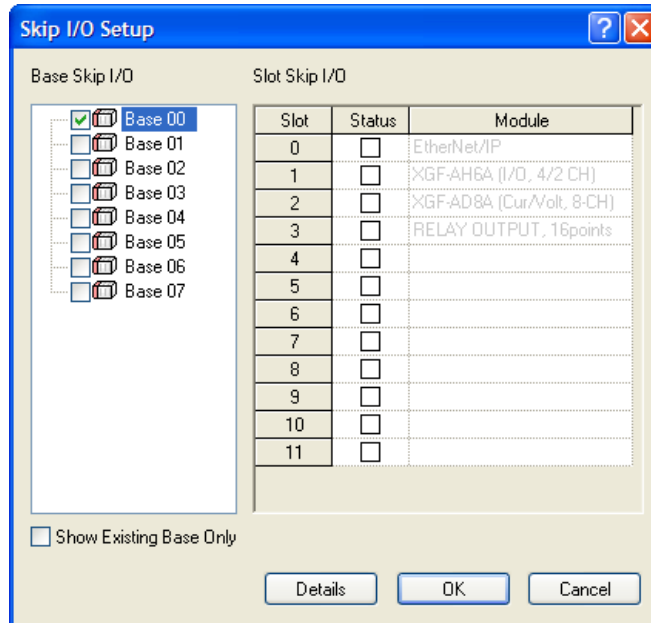 Skip I/O Setup
Base Skip I/O
Slot Skip I/O
Base 00
Base 01
Base 02
Base 03
Base 04
Base 05
Base 06
Base 07
Slot Status Module
0 EtherNet/IP
1 XGF-AH6A (I/O, 4/2 CH)
2 XGF-AD8A (Cur/Volt, 8-CH)
3 RELAY OUTPUT, 16points
4
5
6
7
8
9
10
11
Show Existing Base Only
Details OK Cancel